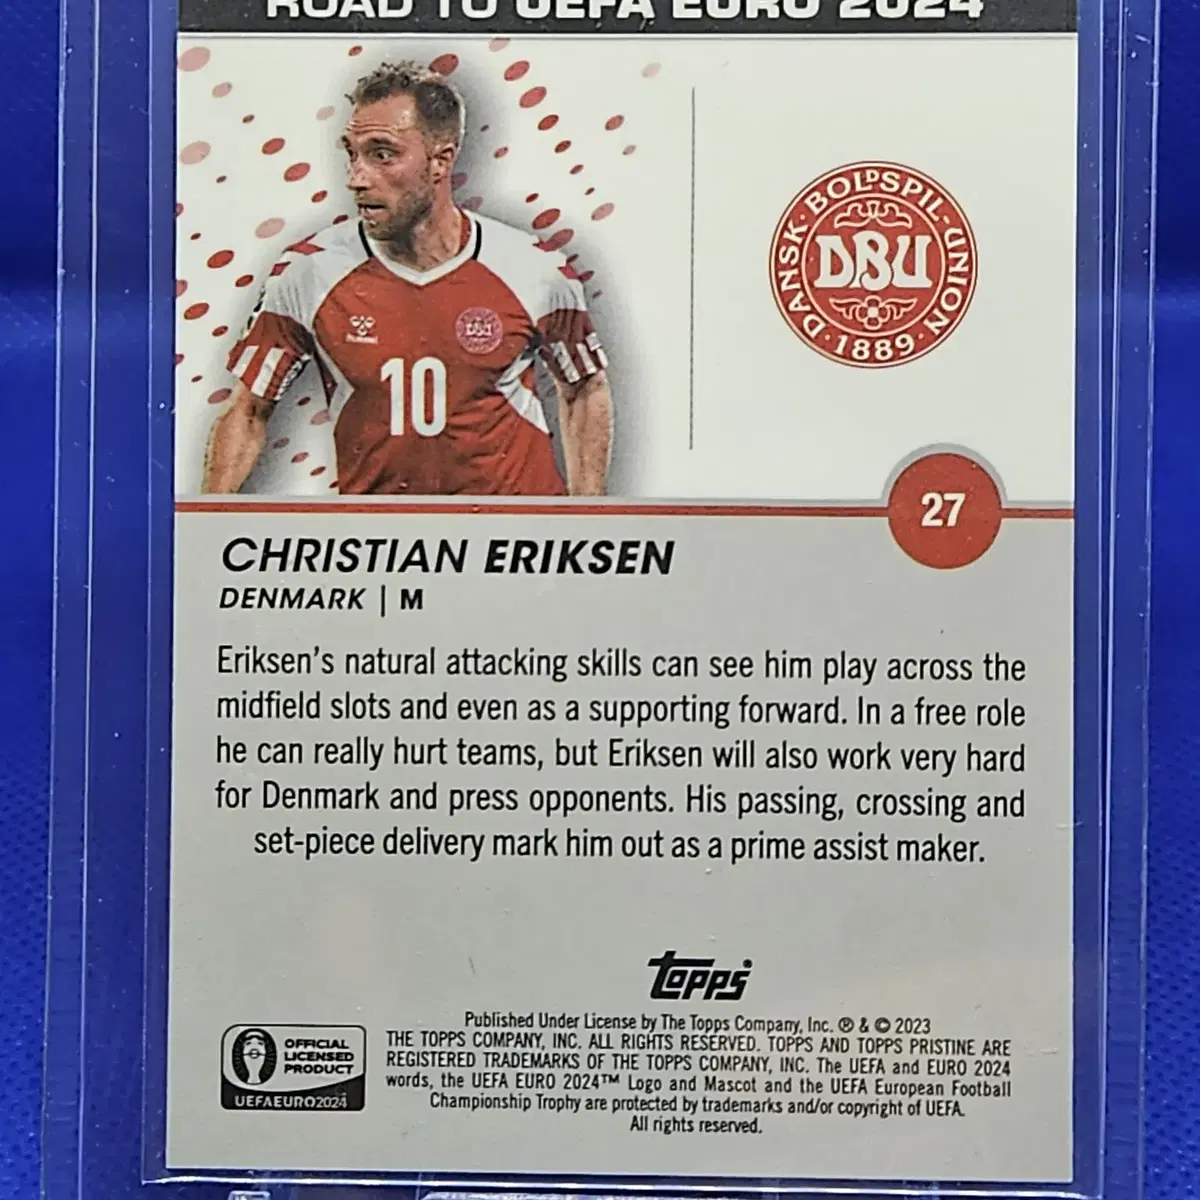 ROAD TO UEFA EURO 2024
DANSK·BOLDSPIL-UNION
DBU
·1889·
hummel
DBU
10
27
CHRISTIAN ERIKSEN
DENMARK | M
Eriksen's natural attacking skills can see him play across the
midfield slots and even as a supporting forward. In a free role
he can really hurt teams, but Eriksen will also work very hard
for Denmark and press opponents. His passing, crossing and
set-piece delivery mark him out as a prime assist maker.
topps
Published Under License by The Topps Company, Inc. ® & © 2023
THE TOPPS COMPANY, INC. ALL RIGHTS RESERVED. TOPPS AND TOPPS PRISTINE ARE
REGISTERED TRADEMARKS OF THE TOPPS COMPANY, INC. The UEFA and EURO 2024
words, the UEFA EURO 2024™ Logo and Mascot and the UEFA European Football
Championship Trophy are protected by trademarks and/or copyright of UEFA.
All rights reserved.
OFFICIAL
LICENSED
PRODUCT
UEFAEURO2024